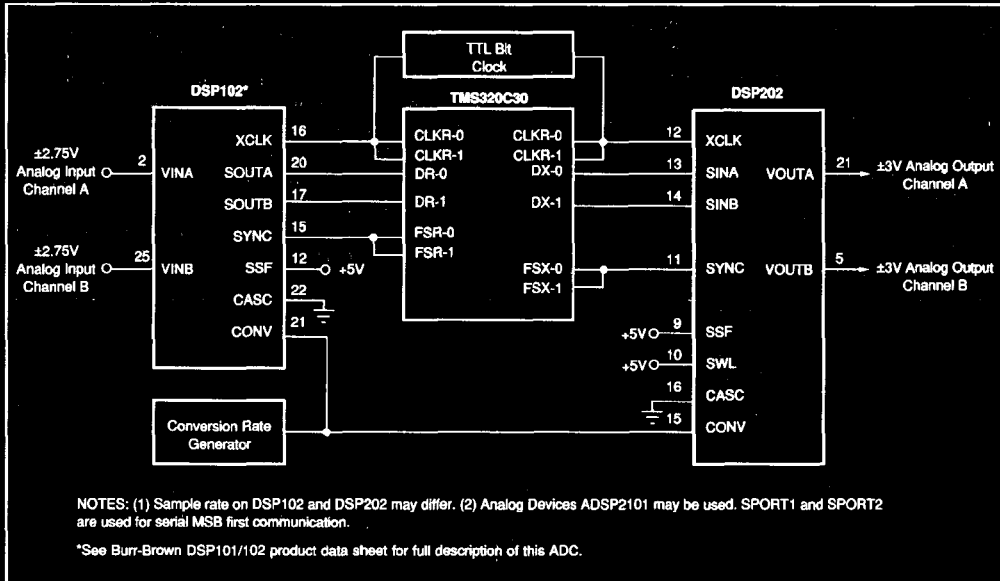 TTL Bit
Clock
DSP102*
TMS320C30
DSP202
±2.75V
Analog Input
Channel A
2
VINA
±2.75V
Analog Input
Channel B
25
VINB
XCLK
16
SOUTA
20
SOUTB
17
SYNC
15
SSF
12
+5V
CASC
22
CONV
21
CLKR-0
CLKR-1
DR-0
DR-1
FSR-0
FSR-1
CLKR-0
CLKR-1
DX-0
DX-1
FSX-0
FSX-1
12
XCLK
13
SINA
14
SINB
11
SYNC
+5V
9
SSF
+5V
10
SWL
16
CASC
15
CONV
VOUTA
21
±3V Analog Output
Channel A
VOUTB
5
±3V Analog Output
Channel B
Conversion Rate
Generator
NOTES: (1) Sample rate on DSP102 and DSP202 may differ. (2) Analog Devices ADSP2101 may be used. SPORT1 and SPORT2
are used for serial MSB first communication.
*See Burr-Brown DSP101/102 product data sheet for full description of this ADC.